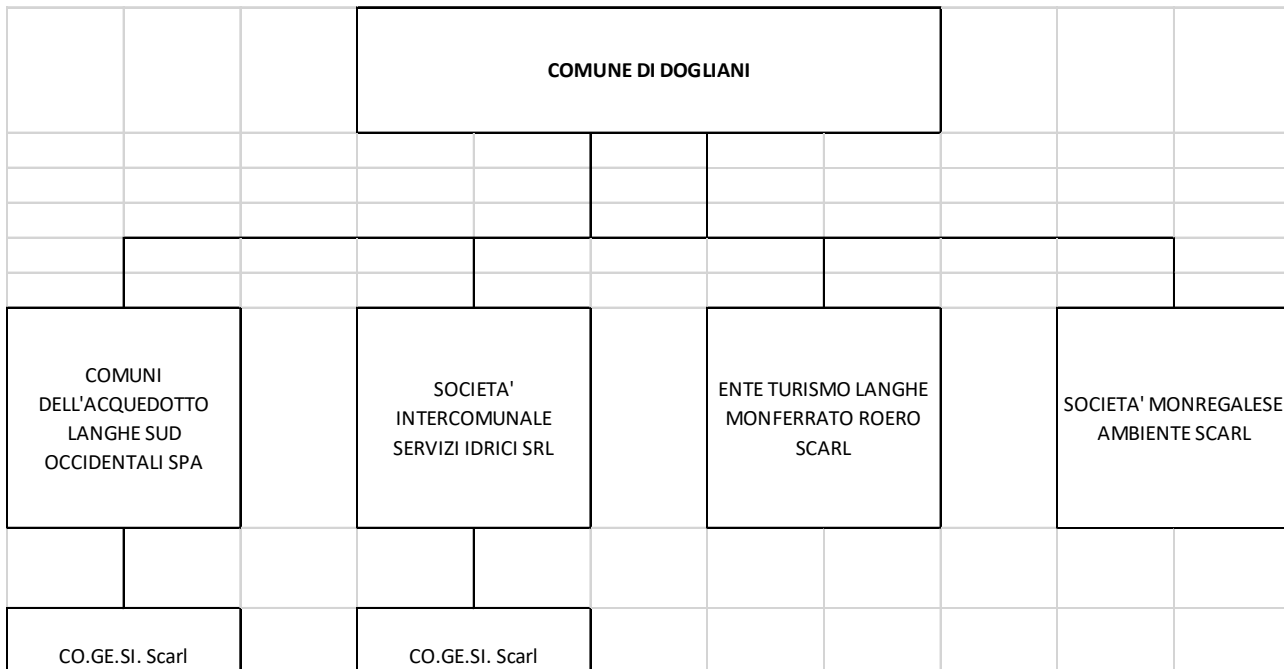 COMUNE DI DOGLIANI
COMUNI
DELL'ACQUEDOTTO
LANGHE SUD
OCCIDENTALI SPA
SOCIETA'
INTERCOMUNALE
SERVIZI IDRICI SRL
ENTE TURISMO LANGHE
MONFERRATO ROERO
SCARL
SOCIETA' MONREGALESE
AMBIENTE SCARL
CO.GE.SI. Scarl
CO.GE.SI. Scarl